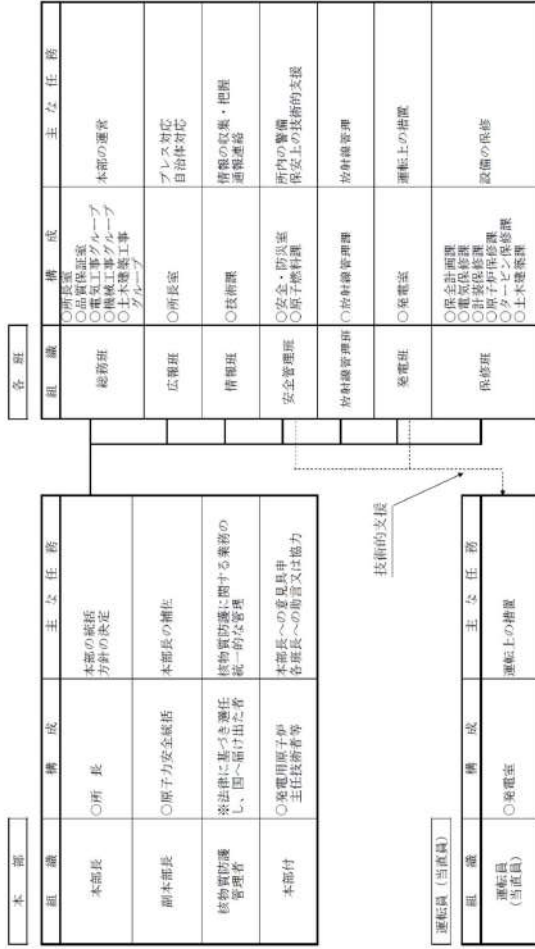 本部
組織 構成 主な任務
本部長
○所 長
本部の統括
方針の決定
副本部長
○原子力安全統括
本部長の補佐
核物質防護
管理者
※法律に基づき選任
し、国へ届け出た者
核物質防護に関する業務の
統一的な管理
本部付
○発電用原子炉
主任技術者等
本部長への意見具申
各班長への助言又は協力
各班
組織 構成 主な任務
総務班
○所長室
○品質保証室
○電気工事グループ
○機械工事グループ
○土木建築工事
グループ
本部の運営
広報班
○所長室
プレス対応
自治体対応
情報班
○技術課
情報の収集・把握
通報連絡
安全管理班
○安全・防災室
○原子燃料課
所内の警備
保安上の技術的支援
放射線管理班
○放射線管理課
放射線管理
発電班
○発電室
運転上の措置
保修班
○保全計画課
○電気保修課
○計装保修課
○原子炉保修課
○タービン保修課
○土木建築課
設備の保修
技術的支援
運転員(当直員)
組織 構成 主な任務
運転員
(当直員)
○発電室
運転上の措置